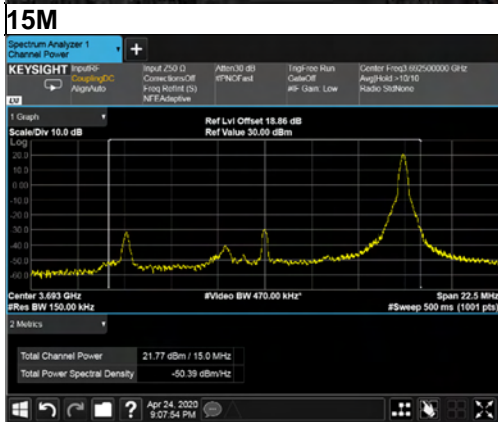 15M
Spectrum Analyzer 1
Channel Power
+
KEYSIGHT Input:RF Input Z:50 Ω Atten:30 dB Trig:Free Run Center Freq:3.692500000 GHz
Coupling:DC Corrections:Off #PNO:Fast Gate:Off Avg|Hold:>10/10
Align:Auto Freq Ref:Int (S) #IF Gain: Low Radio Std:None
LXI NFE:Adaptive
1 Graph
Scale/Div 10.0 dB Ref Lvl Offset 18.86 dB
Ref Value 30.00 dBm
Log
20.0
10.0
0.00
-10.0
-20.0
-30.0
-40.0
-50.0
-60.0
Center 3.693 GHz #Video BW 470.00 kHz* Span 22.5 MHz
#Res BW 150.00 kHz #Sweep 500 ms (1001 pts)
2 Metrics
Total Channel Power 21.77 dBm / 15.0 MHz
Total Power Spectral Density -50.39 dBm/Hz
? Apr 24, 2020
9:07:54 PM